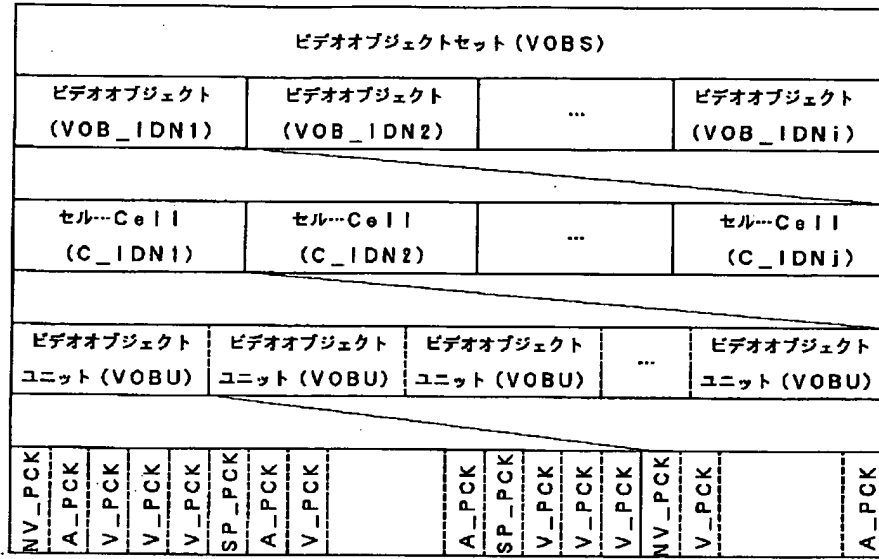 ビデオオブジェクトセット(VOBS)
ビデオオブジェクト
(VOB_IDN1)
ビデオオブジェクト
(VOB_IDN2)
…
ビデオオブジェクト
(VOB_IDNi)
セル…Cell
(C_IDN1)
セル…Cell
(C_IDN2)
…
セル…Cell
(C_IDNj)
ビデオオブジェクト
ユニット(VOBU)
ビデオオブジェクト
ユニット(VOBU)
ビデオオブジェクト
ユニット(VOBU)
…
ビデオオブジェクト
ユニット(VOBU)
NV_PCK
A_PCK
V_PCK
V_PCK
V_PCK
SP_PCK
A_PCK
V_PCK
A_PCK
SP_PCK
V_PCK
V_PCK
V_PCK
NV_PCK
V_PCK
A_PCK